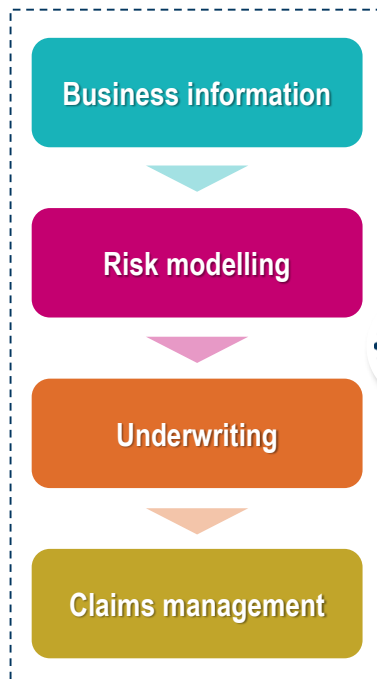 Business information
Risk modelling
Underwriting
Claims management